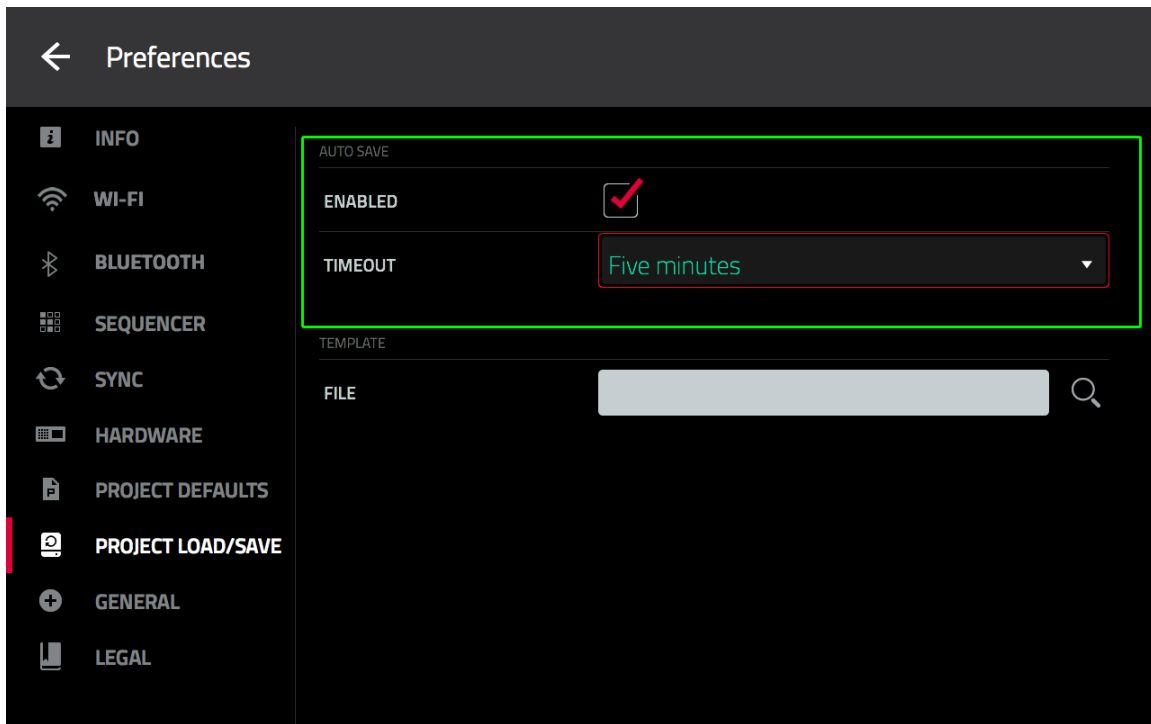 Preferences
INFO
WI-FI
BLUETOOTH
SEQUENCER
SYNC
HARDWARE
PROJECT DEFAULTS
PROJECT LOAD/SAVE
GENERAL
LEGAL
AUTO SAVE
ENABLED
TIMEOUT Five minutes
TEMPLATE
FILE